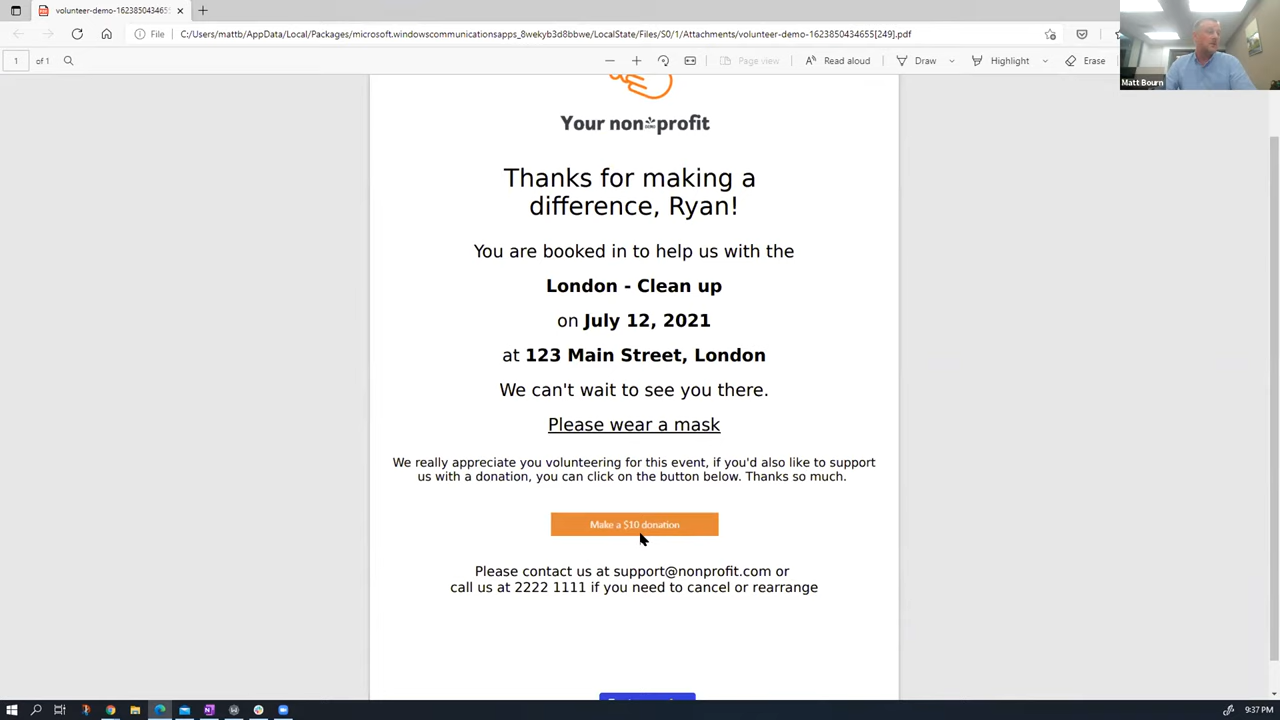 volunteer-demo-1623850434655[2
File
C:/Users/mattb/AppData/Local/Packages/microsoft.windowscommunicationsapps_8wekyb3d8bbwe/LocalState/Files/S0/1/Attachments/volunteer-demo-1623850434655[249].pdf
1 of 1
Page view
Read aloud
Draw
Highlight
Erase
Matt Bourn
Your non profit
Thanks for making a
difference, Ryan!
You are booked in to help us with the
London - Clean up
on July 12, 2021
at 123 Main Street, London
We can't wait to see you there.
Please wear a mask
We really appreciate you volunteering for this event, if you'd also like to support
us with a donation, you can click on the button below. Thanks so much.
Make a $10 donation
Please contact us at support@nonprofit.com or
call us at 2222 1111 if you need to cancel or rearrange
9:37 PM